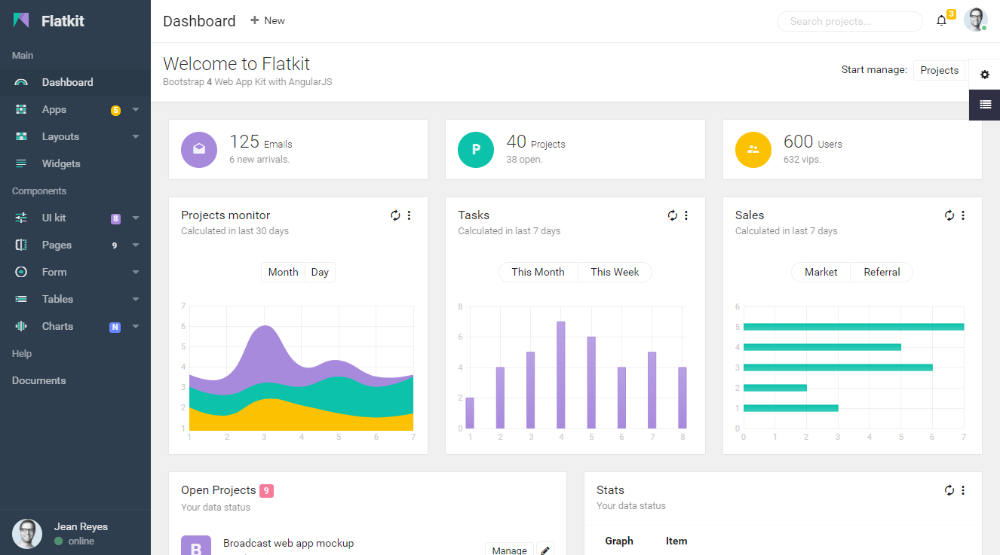 Flatkit
Main
Dashboard
Apps 5
Layouts
Widgets
Components
UI kit 8
Pages 9
Form
Tables
Charts N
Help
Documents
Jean Reyes
online
Dashboard + New
Search projects...
3
Welcome to Flatkit
Bootstrap 4 Web App Kit with AngularJS
Start manage: Projects
125 Emails
6 new arrivals.
P
40 Projects
38 open.
600 Users
632 vips.
Projects monitor
Calculated in last 30 days
Month Day
7
6
5
4
3
2
1
1 2 3 4 5 6 7
Tasks
Calculated in last 7 days
This Month This Week
8
6
4
2
0
1 2 3 4 5 6 7 8
Sales
Calculated in last 7 days
Market Referral
6
5
4
3
2
1
0
0 1 2 3 4 5 6 7
Open Projects 9
Your data status
B
Broadcast web app mockup
Manage
Stats
Your data status
Graph Item